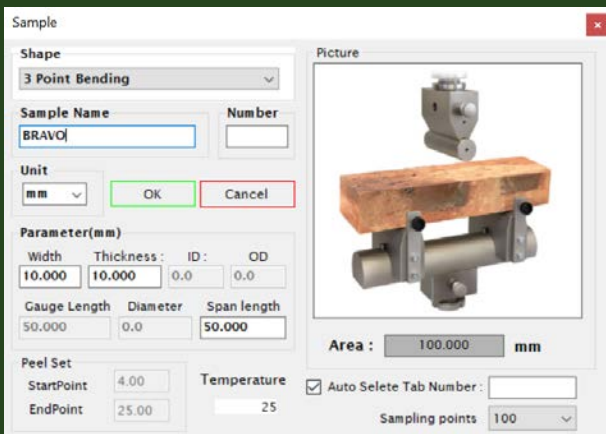 Sample
Shape
3 Point Bending
Sample Name
Number
BRAVO
Unit
mm
OK
Cancel
Parameter(mm)
Width Thickness : ID : OD
10.000 10.000 0.0 0.0
Gauge Length Diameter Span length
50.000 0.0 50.000
Peel Set
StartPoint 4.00
EndPoint 25.00
Temperature
25
Picture
Area : 100.000 mm
Auto Selete Tab Number :
Sampling points 100